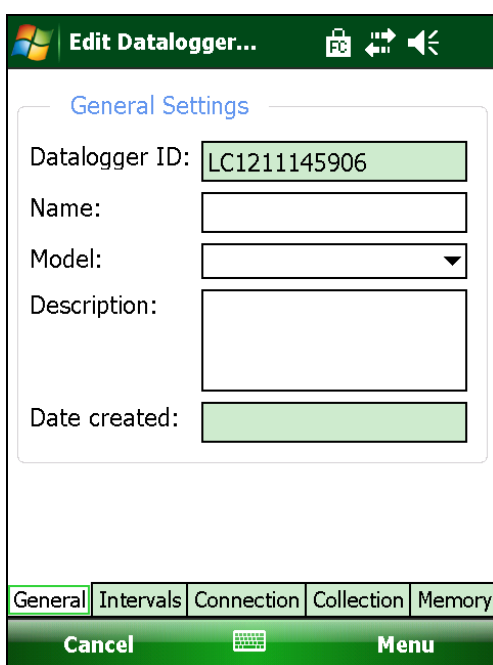 Edit Datalogger...
FC
General Settings
Datalogger ID: LC1211145906
Name:
Model:
Description:
Date created:
General Intervals Connection Collection Memory
Cancel Menu